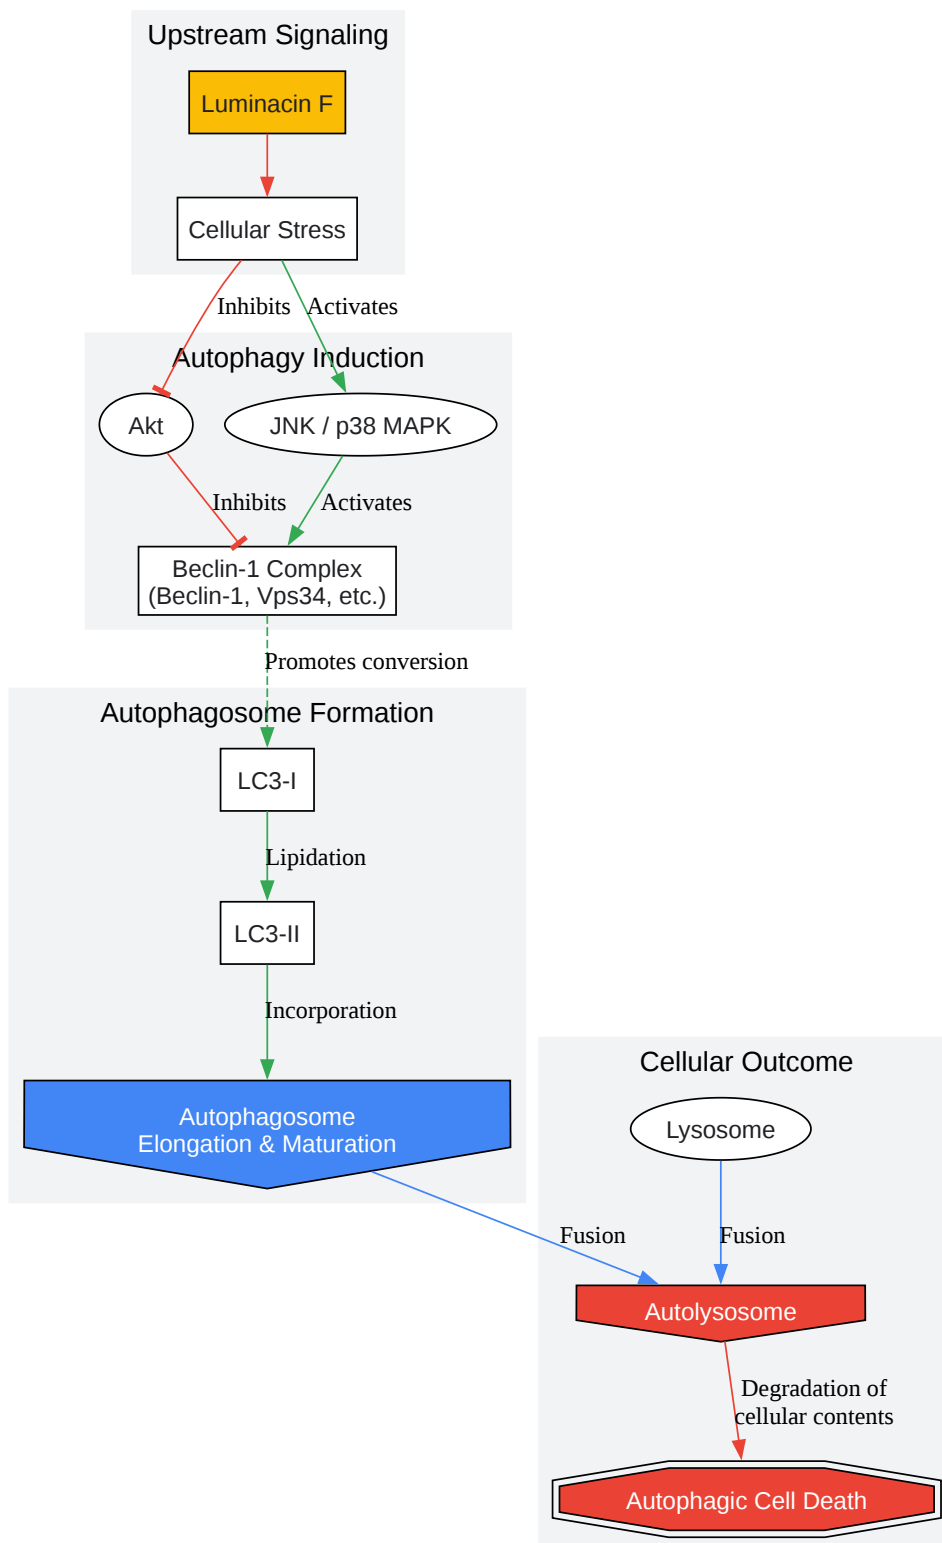 Upstream Signaling
Luminacin F
Cellular Stress
Inhibits
Activates
Autophagy Induction
Akt
JNK / p38 MAPK
Inhibits
Activates
Beclin-1 Complex
(Beclin-1, Vps34, etc.)
Promotes conversion
Autophagosome Formation
LC3-I
Lipidation
LC3-II
Incorporation
Autophagosome
Elongation & Maturation
Cellular Outcome
Lysosome
Fusion
Fusion
Autolysosome
Degradation of
cellular contents
Autophagic Cell Death